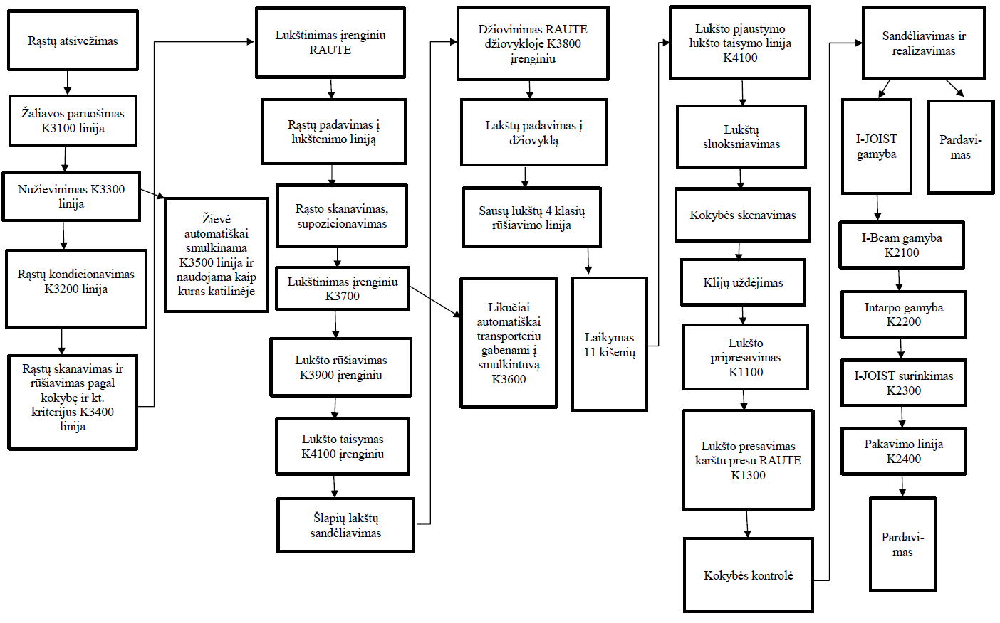 Rąstų atsivežimas
Žaliavos paruošimas
K3100 linija
Nužievinimas K3300
linija
Žievė
automatiškai
smulkinama
K3500 linija ir
naudojama kaip
kuras katilinėje
Rąstų kondicionavimas
K3200 linija
Rąstų skanavimas ir
rūšiavimas pagal
kokybę ir kt.
kriterijus K3400
linija
Lukštinimas įrenginiu
RAUTE
Rąstų padavimas į
lukštenimo liniją
Rąsto skanavimas,
supozicionavimas
Lukštinimas įrenginiu
K3700
Lukšto rūšiavimas
K3900 įrenginiu
Lukšto taisymas
K4100 įrenginiu
Šlapių lakštų
sandėliavimas
Džiovinimas RAUTE
džiovykloje K3800
įrenginiu
Lakštų padavimas į
džiovyklą
Sausų lukštų 4 klasių
rūšiavimo linija
Likučiai
automatiškai
transporteriu
gabenami į
smulkintuvą
K3600
Laikymas
11 kišenių
Lukšto pjaustymo
lukšto taisymo linija
K4100
Lukštų
sluoksniavimas
Kokybės skenavimas
Klijų uždėjimas
Lukšto
pripresavimas
K1100
Lukšto presavimas
karštu presu RAUTE
K1300
Kokybės kontrolė
Sandėliavimas ir
realizavimas
I-JOIST
gamyba
Pardavi-
mas
I-Beam gamyba
K2100
Intarpo gamyba
K2200
I-JOIST surinkimas
K2300
Pakavimo linija
K2400
Pardavi-
mas